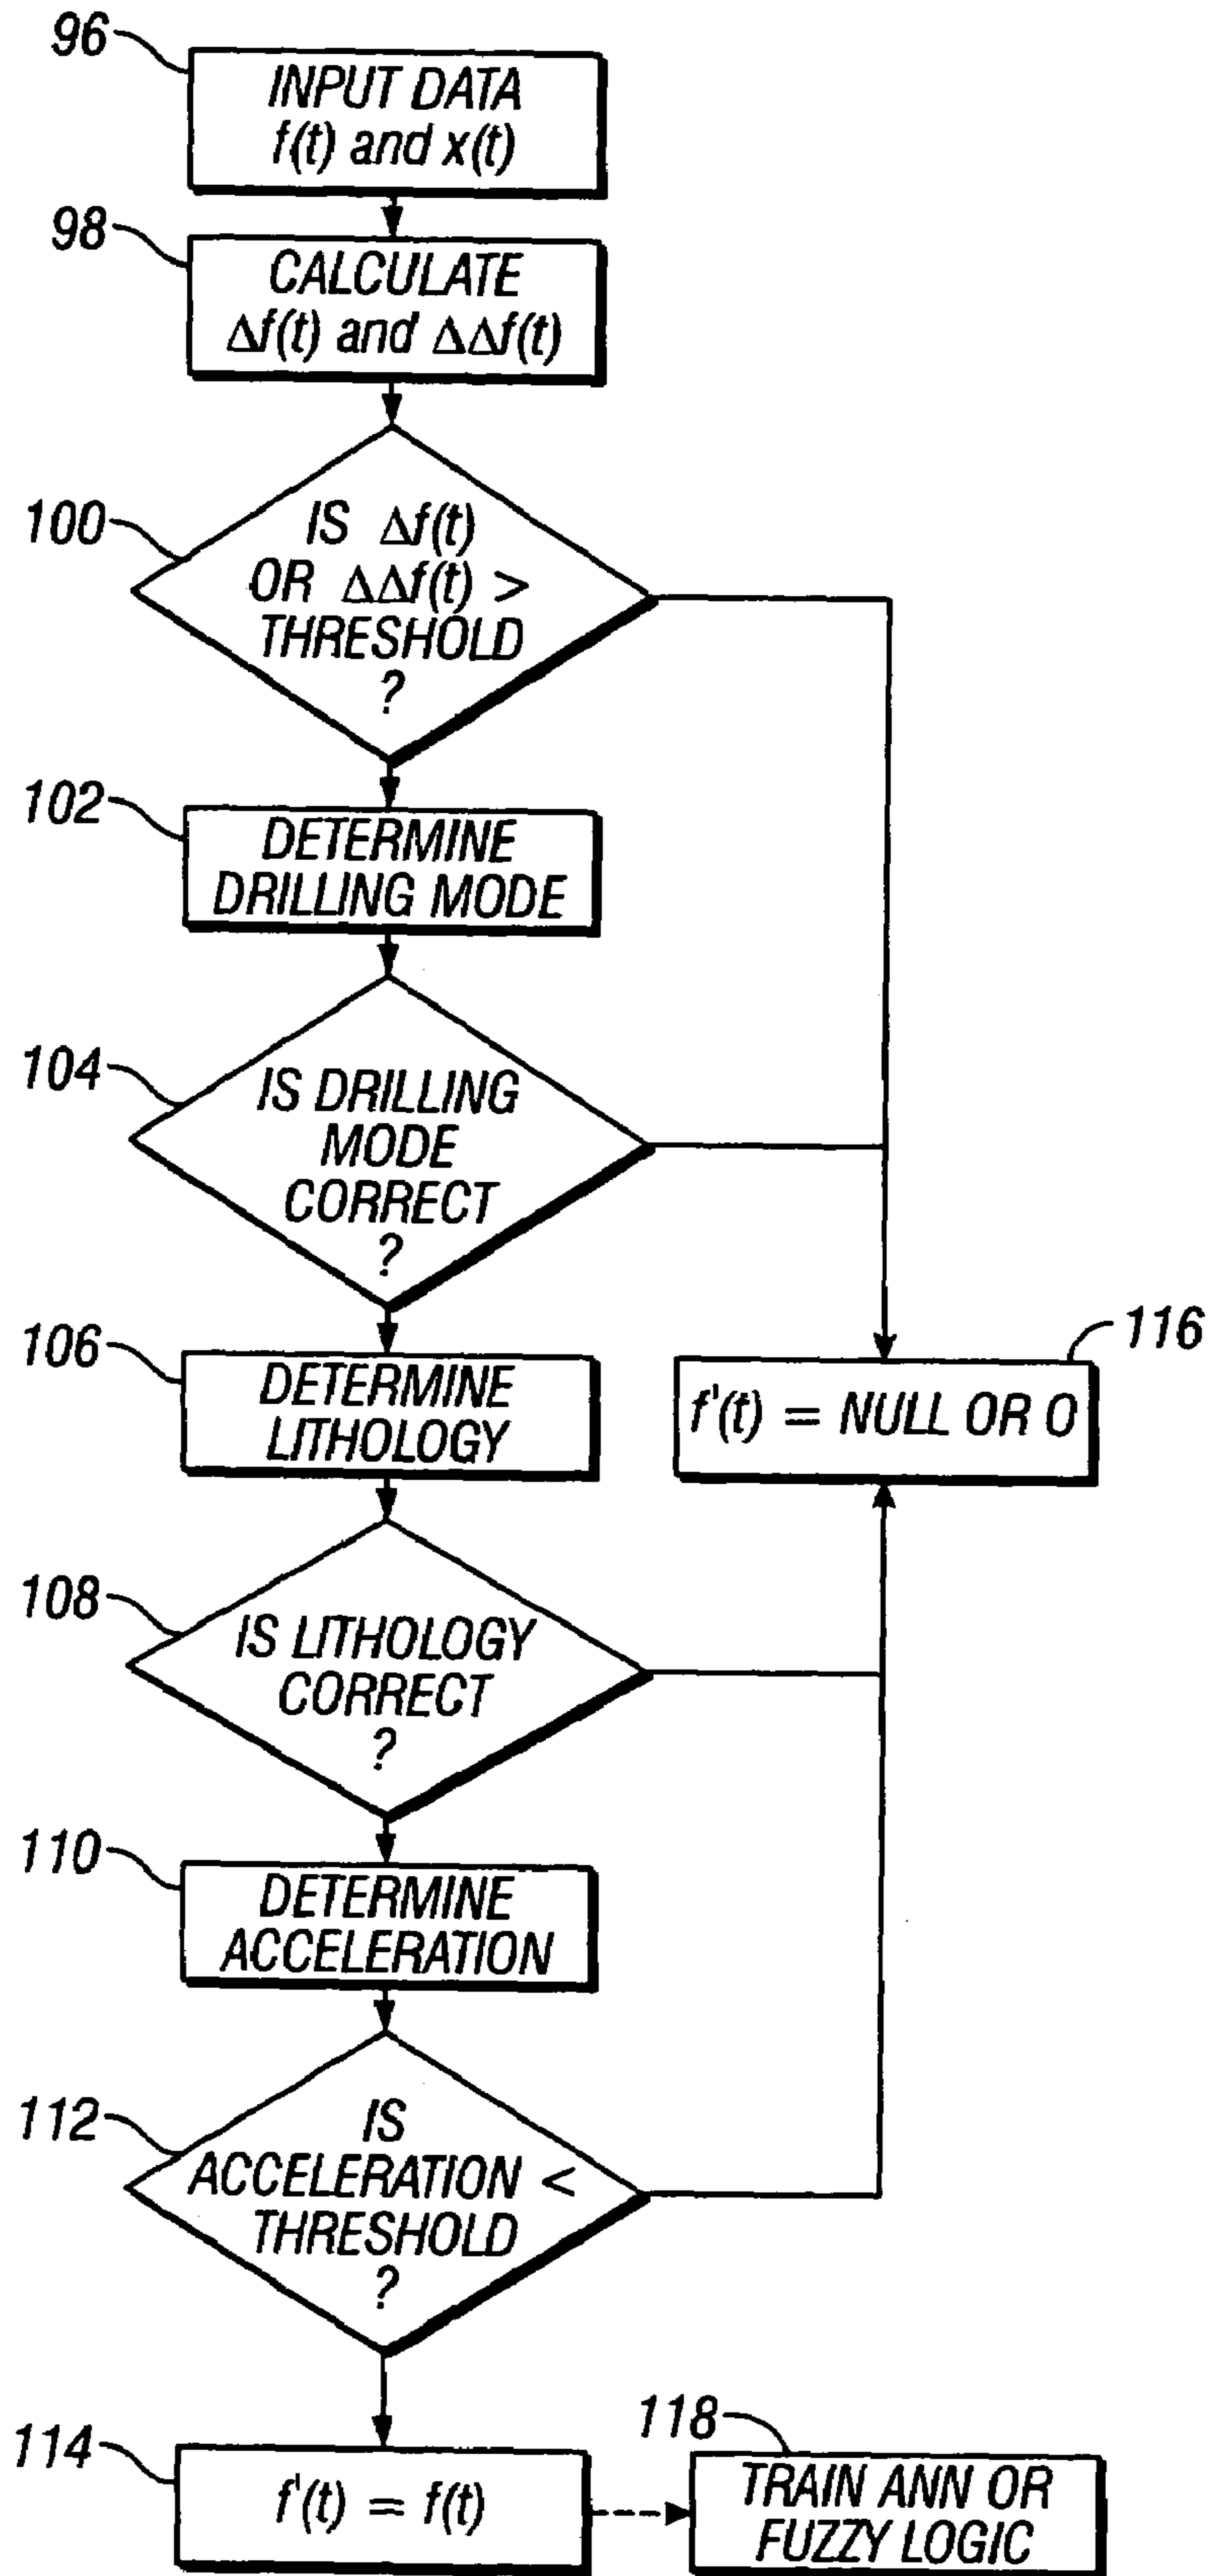 96
INPUT DATA
f(t) and x(t)
98
CALCULATE
Δf(t) and ΔΔf(t)
100
IS Δf(t)
OR ΔΔf(t) >
THRESHOLD
?
102
DETERMINE
DRILLING MODE
104
IS DRILLING
MODE
CORRECT
?
106
DETERMINE
LITHOLOGY
116
f'(t) = NULL OR O
108
IS LITHOLOGY
CORRECT
?
110
DETERMINE
ACCELERATION
112
IS
ACCELERATION <
THRESHOLD
?
114
f'(t) = f(t)
118
TRAIN ANN OR
FUZZY LOGIC